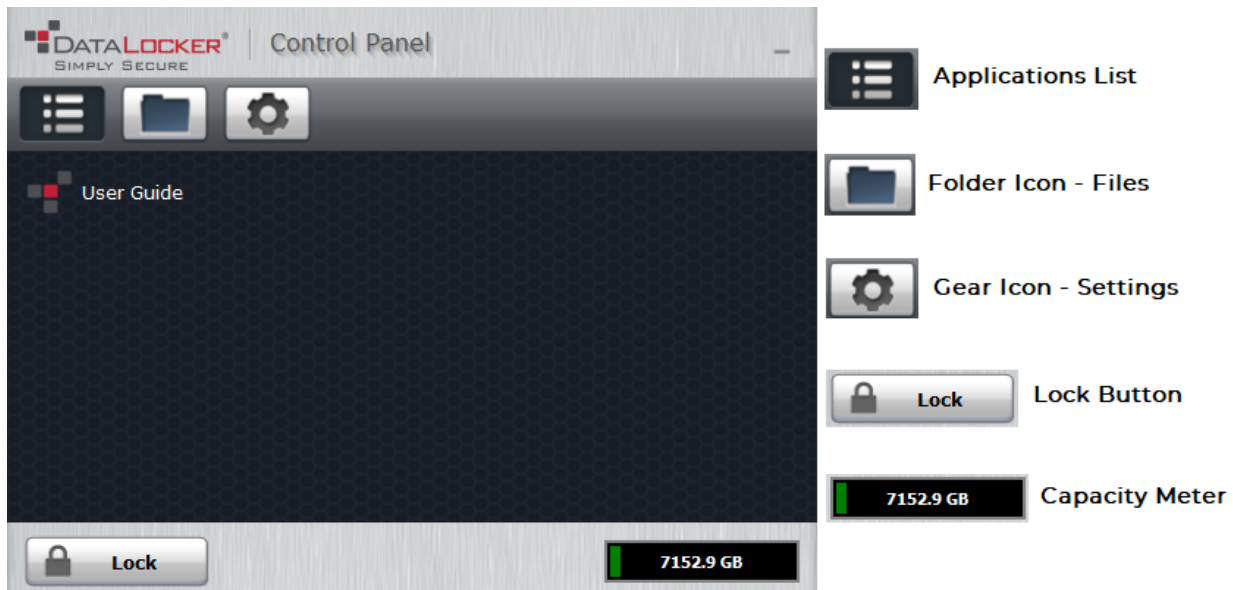 DATALOCKER® Control Panel
SIMPLY SECURE
User Guide
Lock
7152.9 GB
Applications List
Folder Icon - Files
Gear Icon - Settings
Lock
Lock Button
7152.9 GB
Capacity Meter